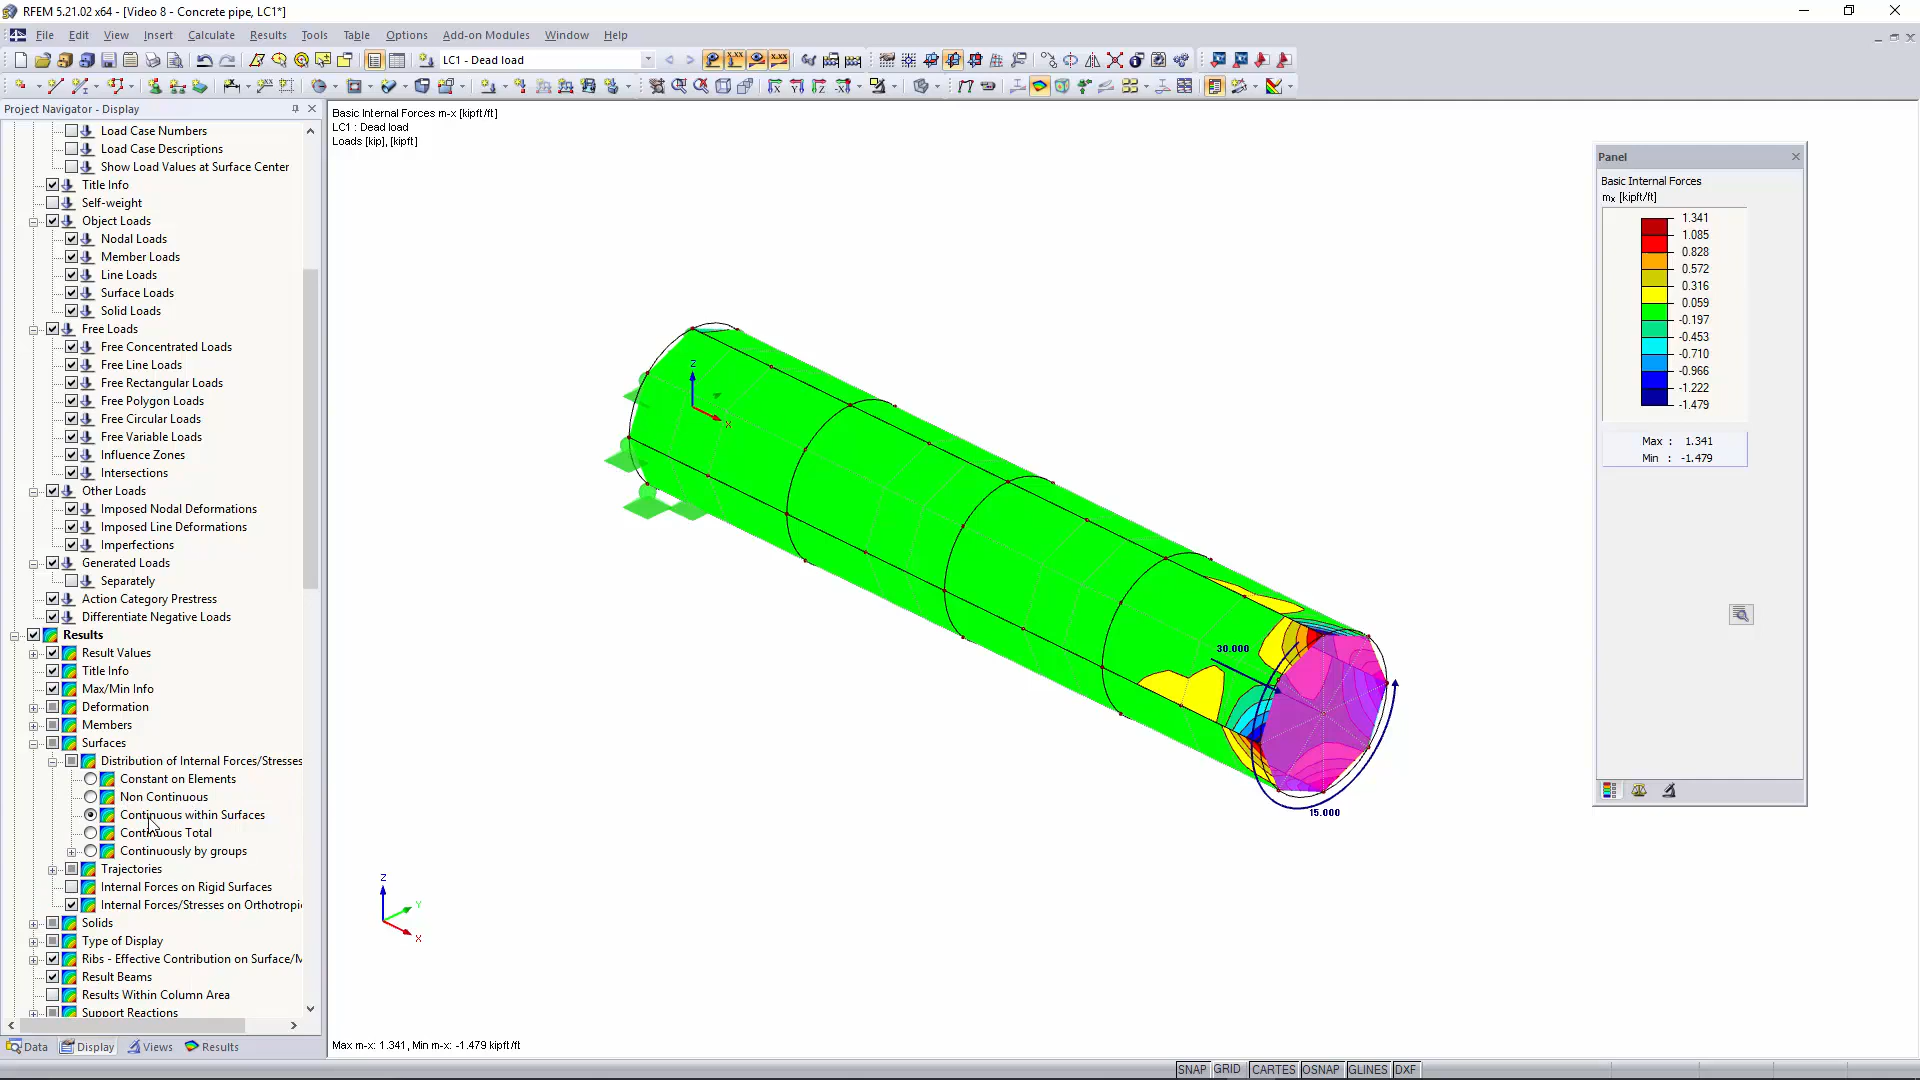 RFEM 5.21.02 x64 - [Video 8 - Concrete pipe, LC1*]
File Edit View Insert Calculate Results Tools Table Options Add-on Modules Window Help
LC1 - Dead load
Project Navigator - Display
Load Case Numbers
Load Case Descriptions
Show Load Values at Surface Center
Title Info
Self-weight
Object Loads
Nodal Loads
Member Loads
Line Loads
Surface Loads
Solid Loads
Free Loads
Free Concentrated Loads
Free Line Loads
Free Rectangular Loads
Free Polygon Loads
Free Circular Loads
Free Variable Loads
Influence Zones
Intersections
Other Loads
Imposed Nodal Deformations
Imposed Line Deformations
Imperfections
Generated Loads
Separately
Action Category Prestress
Differentiate Negative Loads
Results
Result Values
Title Info
Max/Min Info
Deformation
Members
Surfaces
Distribution of Internal Forces/Stresses
Constant on Elements
Non Continuous
Continuous within Surfaces
Continuous Total
Continuously by groups
Trajectories
Internal Forces on Rigid Surfaces
Internal Forces/Stresses on Orthotropi
Solids
Type of Display
Ribs - Effective Contribution on Surface/M
Result Beams
Results Within Column Area
Support Reactions
Data Display Views Results
Basic Internal Forces m-x [kipft/ft]
LC1 : Dead load
Loads [kip], [kipft]
Z
X
30.000
15.000
Z
Y
X
Max m-x: 1.341, Min m-x: -1.479 kipft/ft
Panel
Basic Internal Forces
mx [kipft/ft]
1.341
1.085
0.828
0.572
0.316
0.059
-0.197
-0.453
-0.710
-0.966
-1.222
-1.479
Max : 1.341
Min : -1.479
SNAP GRID CARTES OSNAP GLINES DXF